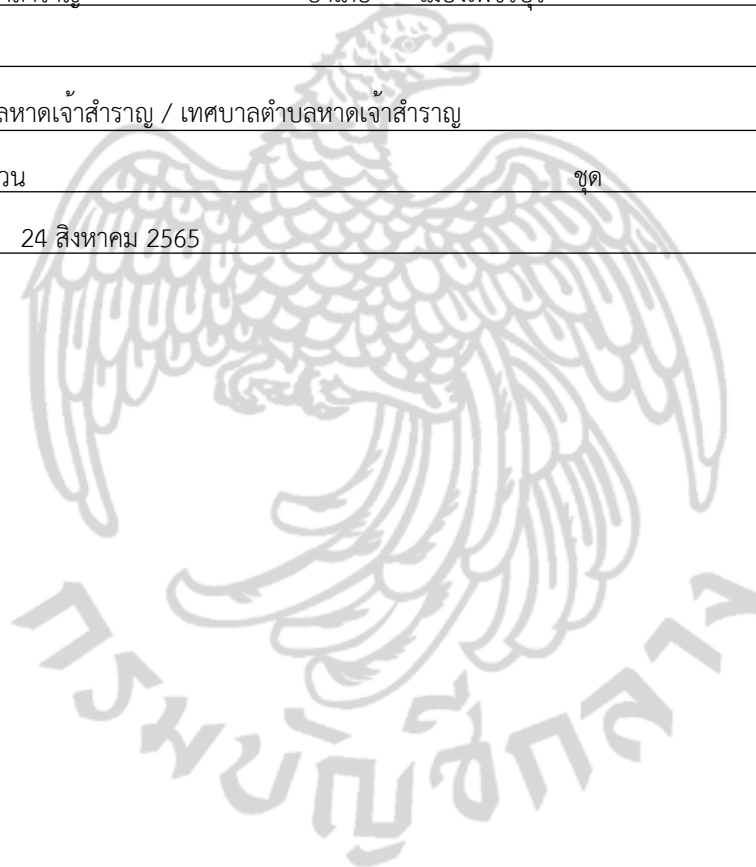 ลหาดเจ้าสำราญ / เทศบาลตำบลหาดเจ้าสำราญ
วน ชุด
24 สิงหาคม 2565
กรมบัญชีกลาง